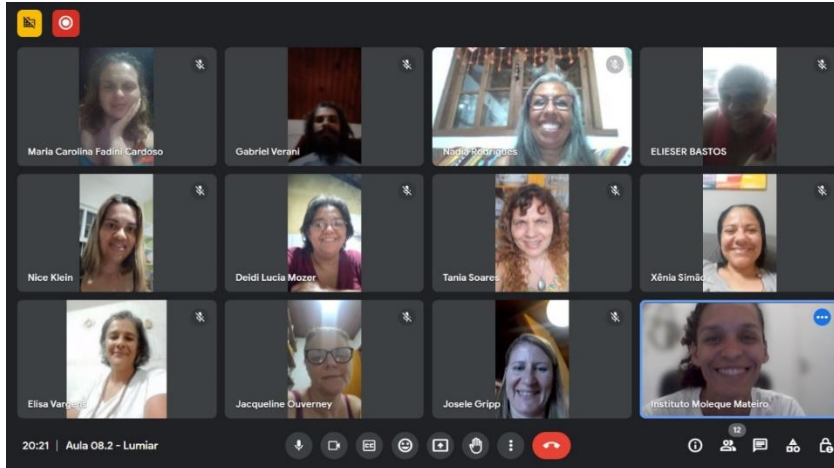 Maria Carolina Fadini Cardoso
Gabriel Verani
Nadia Rodrigues
ELIESER BASTOS
Nice Klein
Deidi Lucia Mozer
Tania Soares
Xênia Simão
Elisa Vargens
Jacqueline Ouverney
Josele Gripp
Instituto Moleque Mateiro
20:21 | Aula 08.2 - Lumiar
CC
12